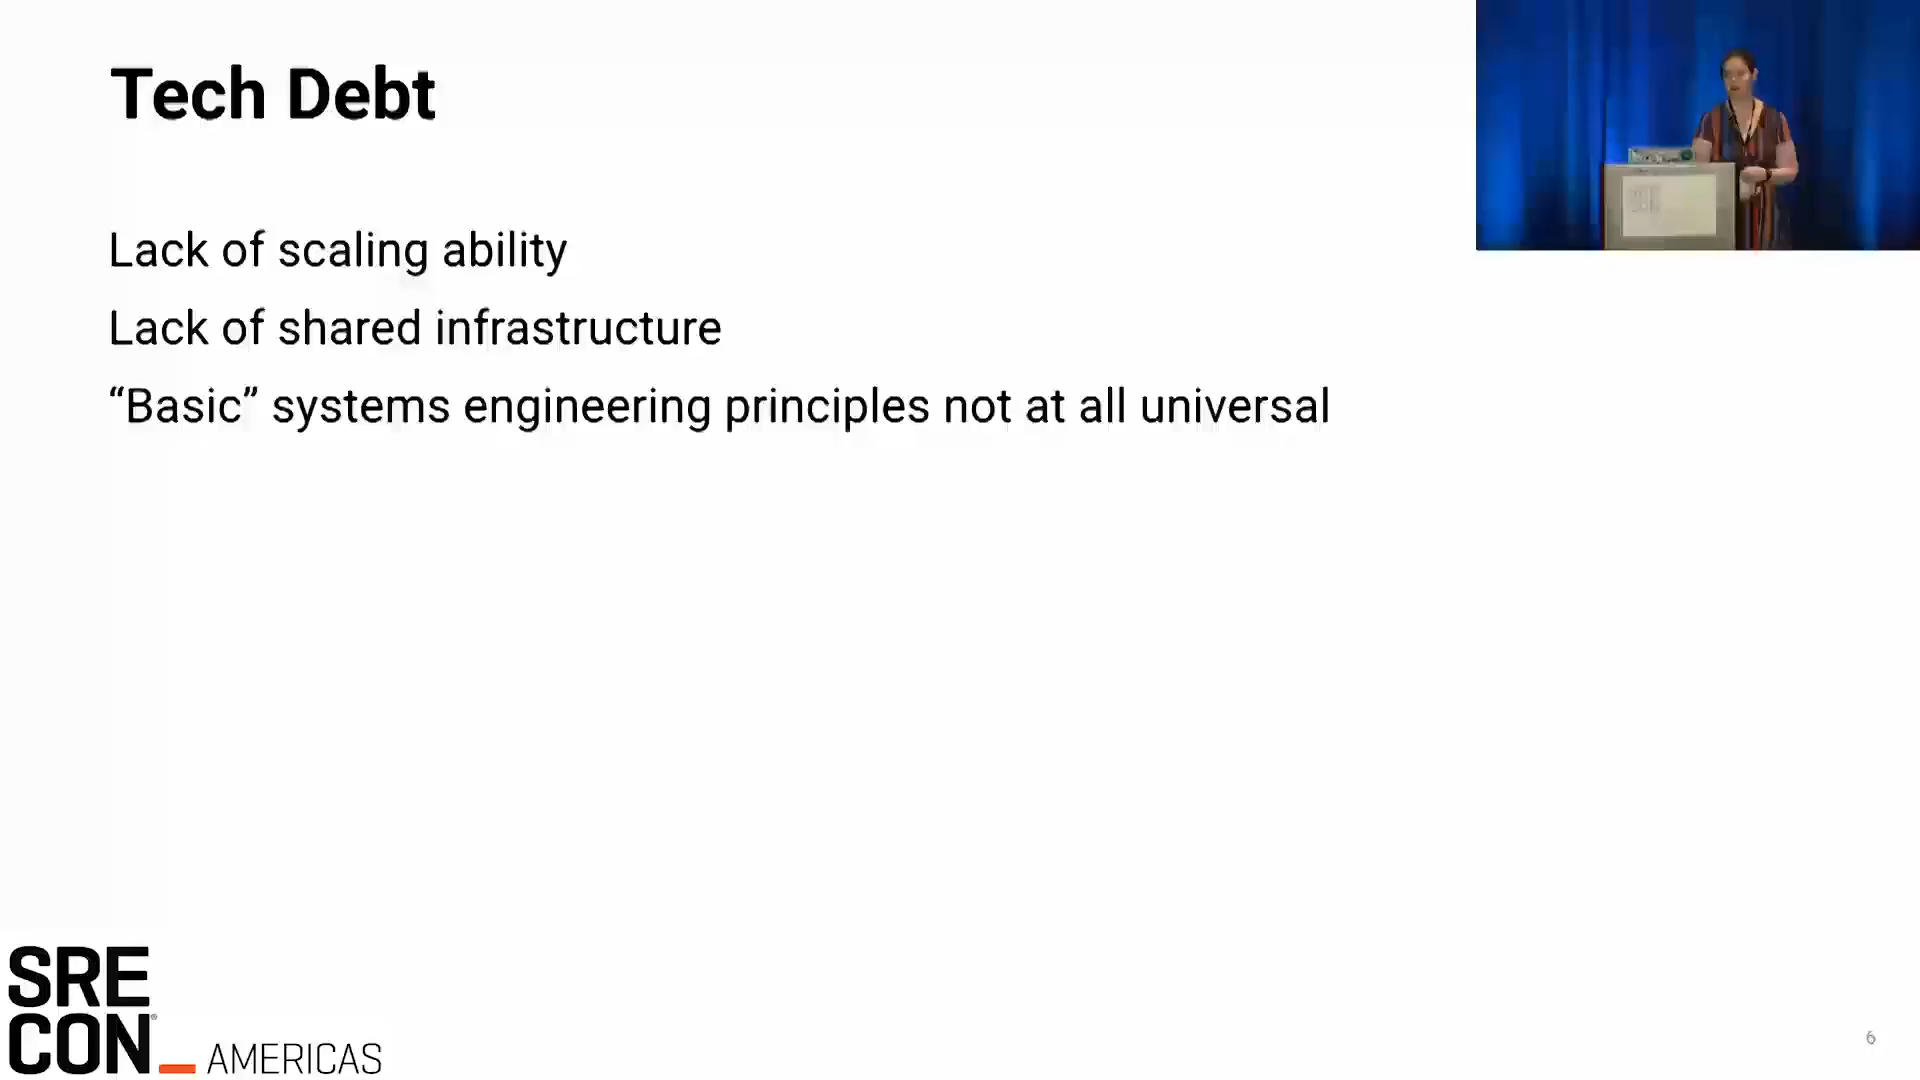 Tech Debt
Lack of scaling ability
Lack of shared infrastructure
“Basic” systems engineering principles not at all universal
SRE
CON®
AMERICAS
6